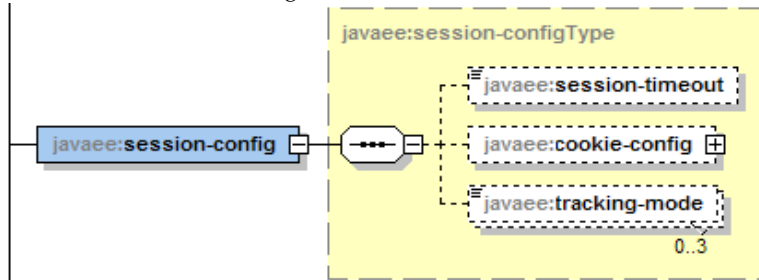 javaee:session-configType
javaee:session-timeout
javaee:session-config
javaee:cookie-config
javaee:tracking-mode
0..3